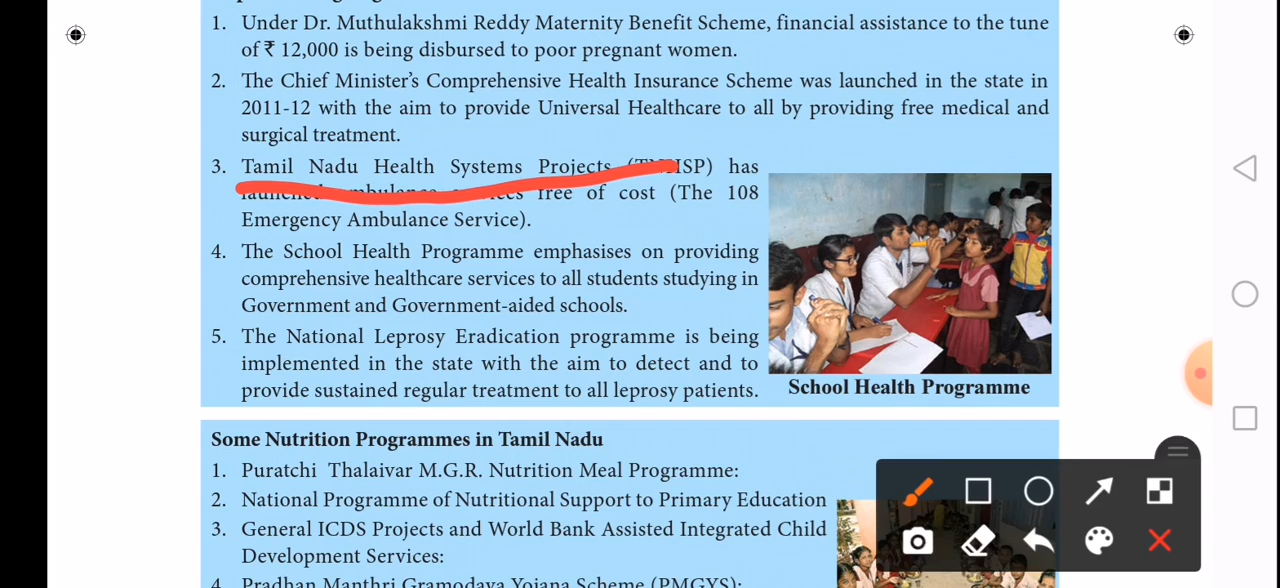 1. Under Dr. Muthulakshmi Reddy Maternity Benefit Scheme, financial assistance to the tune
of ₹ 12,000 is being disbursed to poor pregnant women.
2. The Chief Minister's Comprehensive Health Insurance Scheme was launched in the state in
2011-12 with the aim to provide Universal Healthcare to all by providing free medical and
surgical treatment.
3. Tamil Nadu Health Systems Projects has
free of cost (The 108
Emergency Ambulance Service).
4. The School Health Programme emphasises on providing
comprehensive healthcare services to all students studying in
Government and Government-aided schools.
5. The National Leprosy Eradication programme is being
implemented in the state with the aim to detect and to
provide sustained regular treatment to all leprosy patients.
School Health Programme
Some Nutrition Programmes in Tamil Nadu
1. Puratchi Thalaivar M.G.R. Nutrition Meal Programme:
2. National Programme of Nutritional Support to Primary Education
3. General ICDS Projects and World Bank Assisted Integrated Child
Development Services:
4. Pradhan Manthri Gramodaya Yojana Scheme (PMGYS):